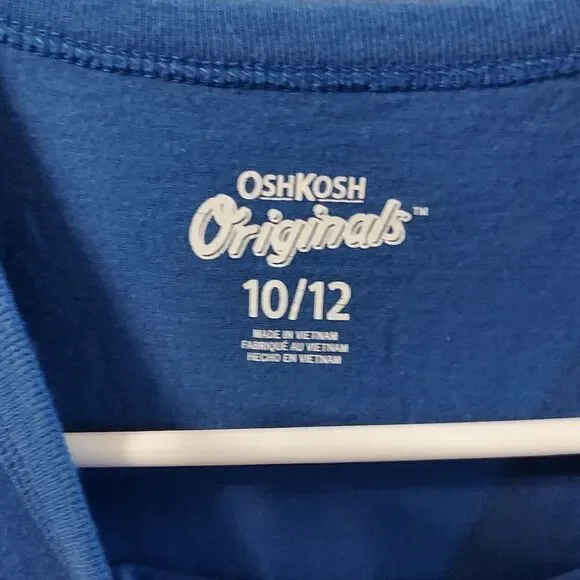 OSHKOSH
Originals™
10/12
MADE IN VIETNAM
FABRIQUÉ AU VIETNAM
HECHO EN VIETNAM